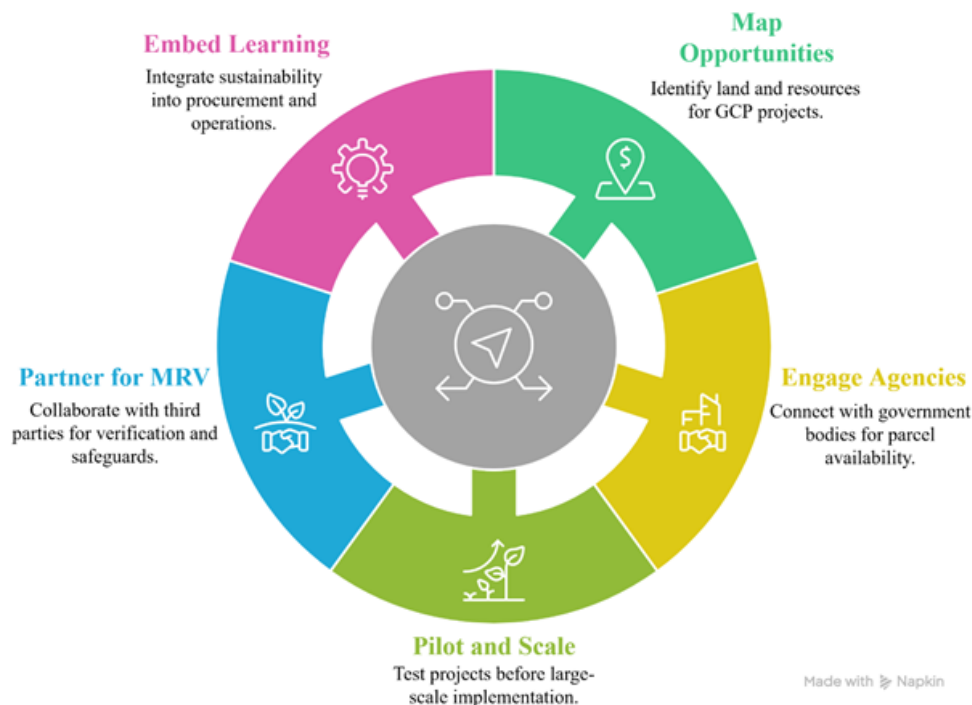 Embed Learning
Integrate sustainability
into procurement and
operations.
Map
Opportunities
Identify land and resources
for GCP projects.
$
Partner for MRV
Collaborate with third
parties for verification and
safeguards.
Engage Agencies
Connect with government
bodies for parcel
availability.
Pilot and Scale
Test projects before large-
scale implementation.
Made with Napkin